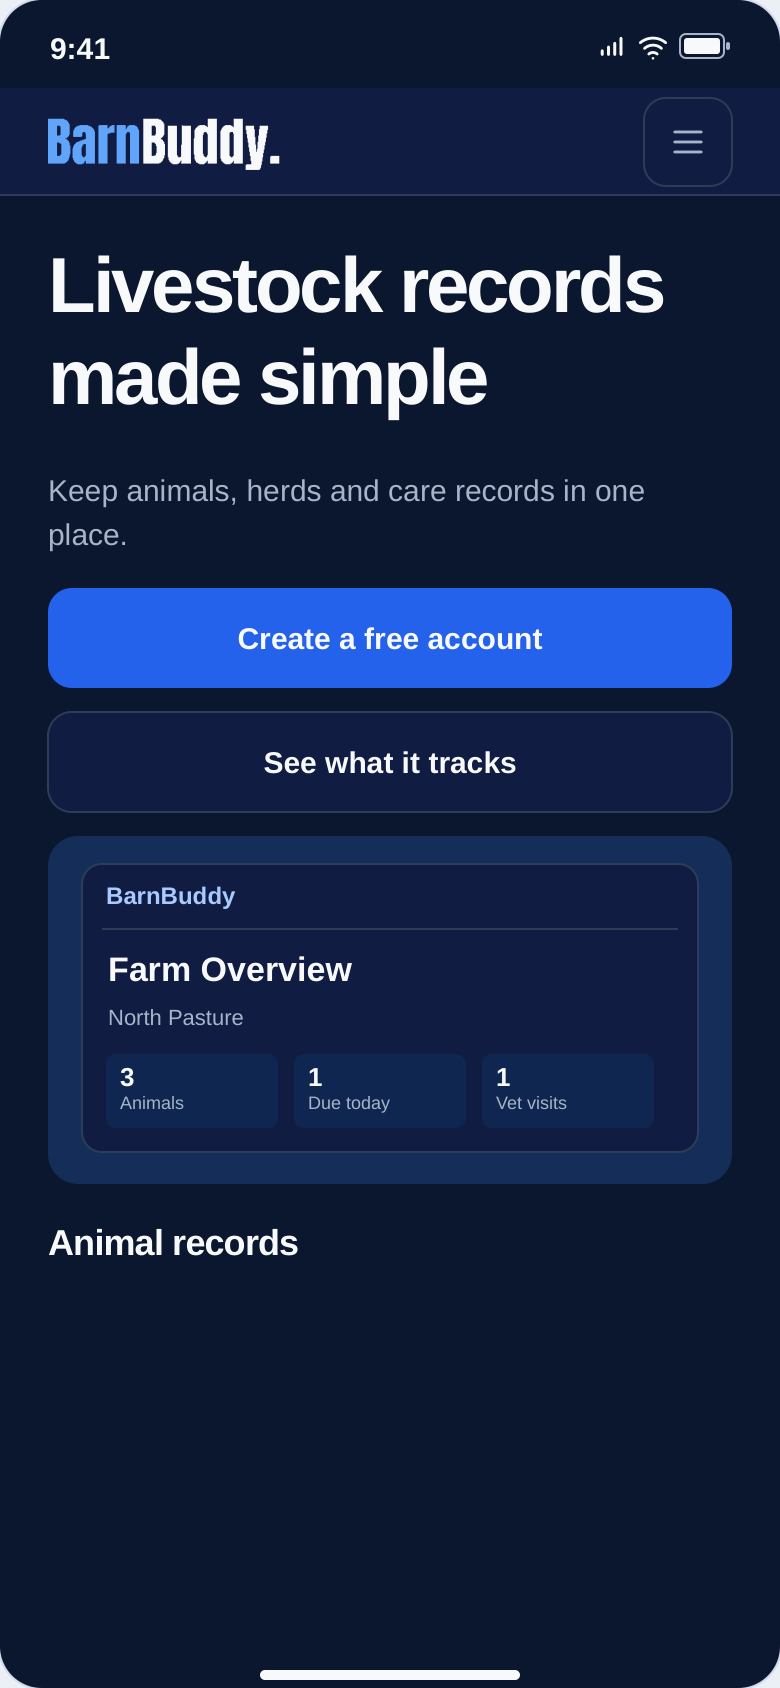 9:41
BarnBuddy.
Livestock records
made simple
Keep animals, herds and care records in one
place.
Create a free account
See what it tracks
BarnBuddy
Farm Overview
North Pasture
3 1 1
Animals Due today Vet visits
Animal records